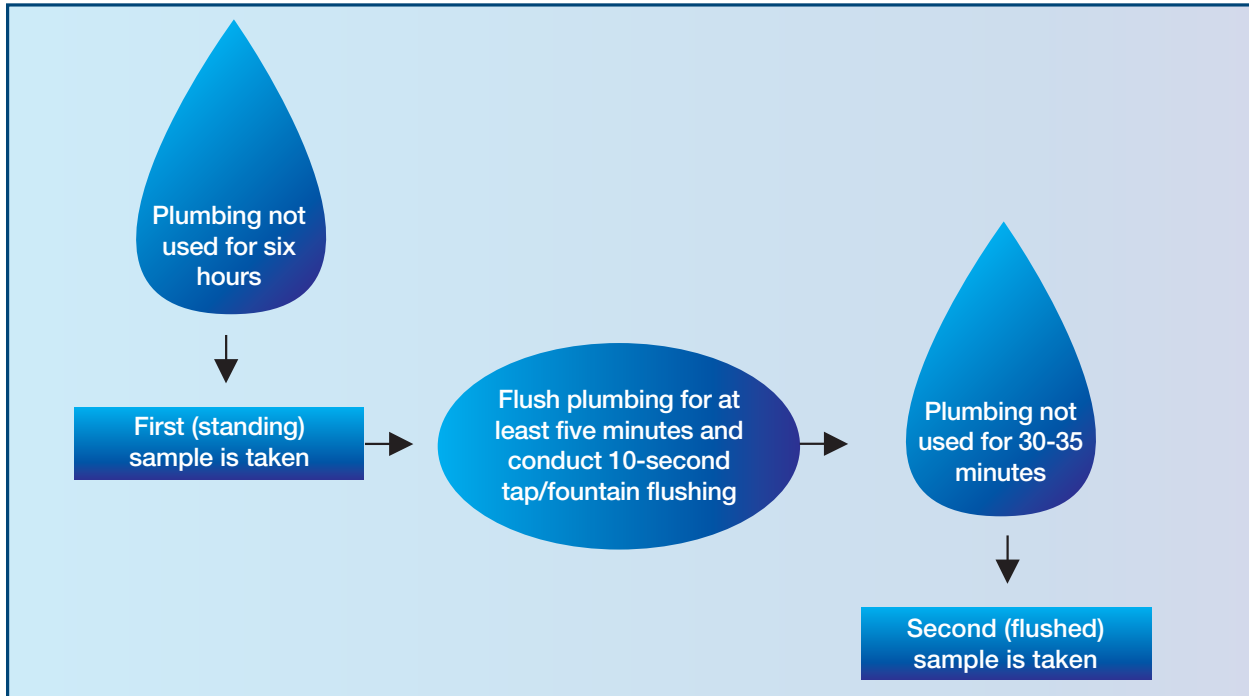 Plumbing not
used for six
hours
First (standing)
sample is taken
Flush plumbing for at
least five minutes and
conduct 10-second
tap/fountain flushing
Plumbing not
used for 30-35
minutes
Second (flushed)
sample is taken